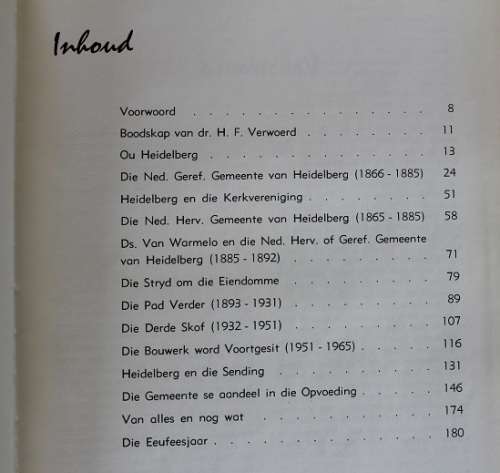 Inhoud
Voorwoord . . . . . . . . . . . . . . . 8
Boodskap van dr. H. F. Verwoerd . . . . . . . 11
Ou Heidelberg . . . . . . . . . . . . . 13
Die Ned. Geref. Gemeente van Heidelberg (1866 - 1885) 24
Heidelberg en die Kerkvereniging . . . . . . . 51
Die Ned. Herv. Gemeente van Heidelberg (1865 - 1885) 58
Ds. Van Warmelo en die Ned. Herv. of Geref. Gemeente
van Heidelberg (1885 - 1892) . . . . . . . . 71
Die Stryd om die Eiendomme . . . . . . . . 79
Die Pad Verder (1893 - 1931) . . . . . . . . 89
Die Derde Skof (1932 - 1951) . . . . . . . . 107
Die Bouwerk word Voortgesit (1951 - 1965) . . . . 116
Heidelberg en die Sending . . . . . . . . . 131
Die Gemeente se aandeel in die Opvoeding . . . . 146
Van alles en nog wat . . . . . . . . . . 174
Die Eeufeesjaar . . . . . . . . . . . . 180